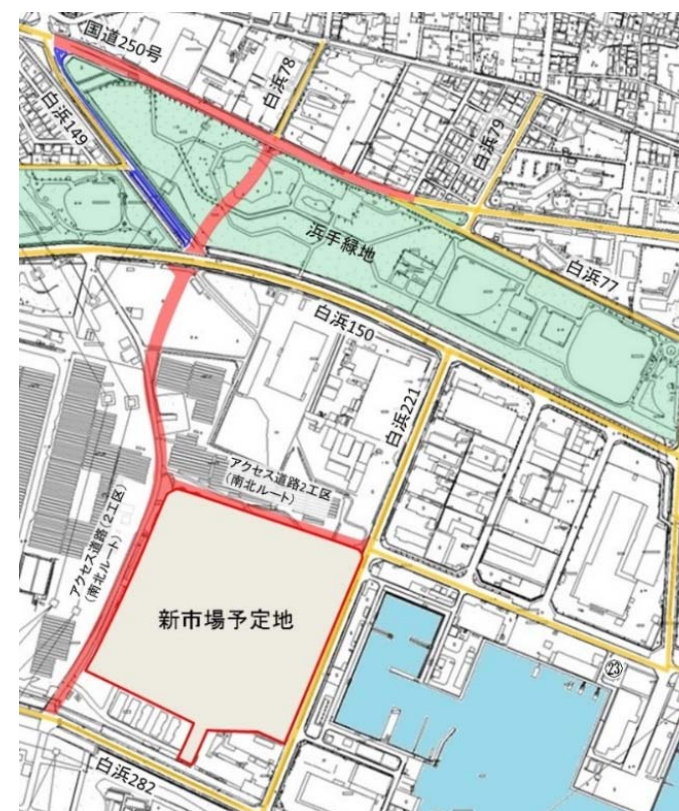 国道250号
白浜78
白浜149
白浜79
浜手緑地
白浜77
白浜150
白浜221
アクセス道路2工区
(南北ルート)
アクセス道路(2工区)
(南北ルート)
新市場予定地
23
白浜282